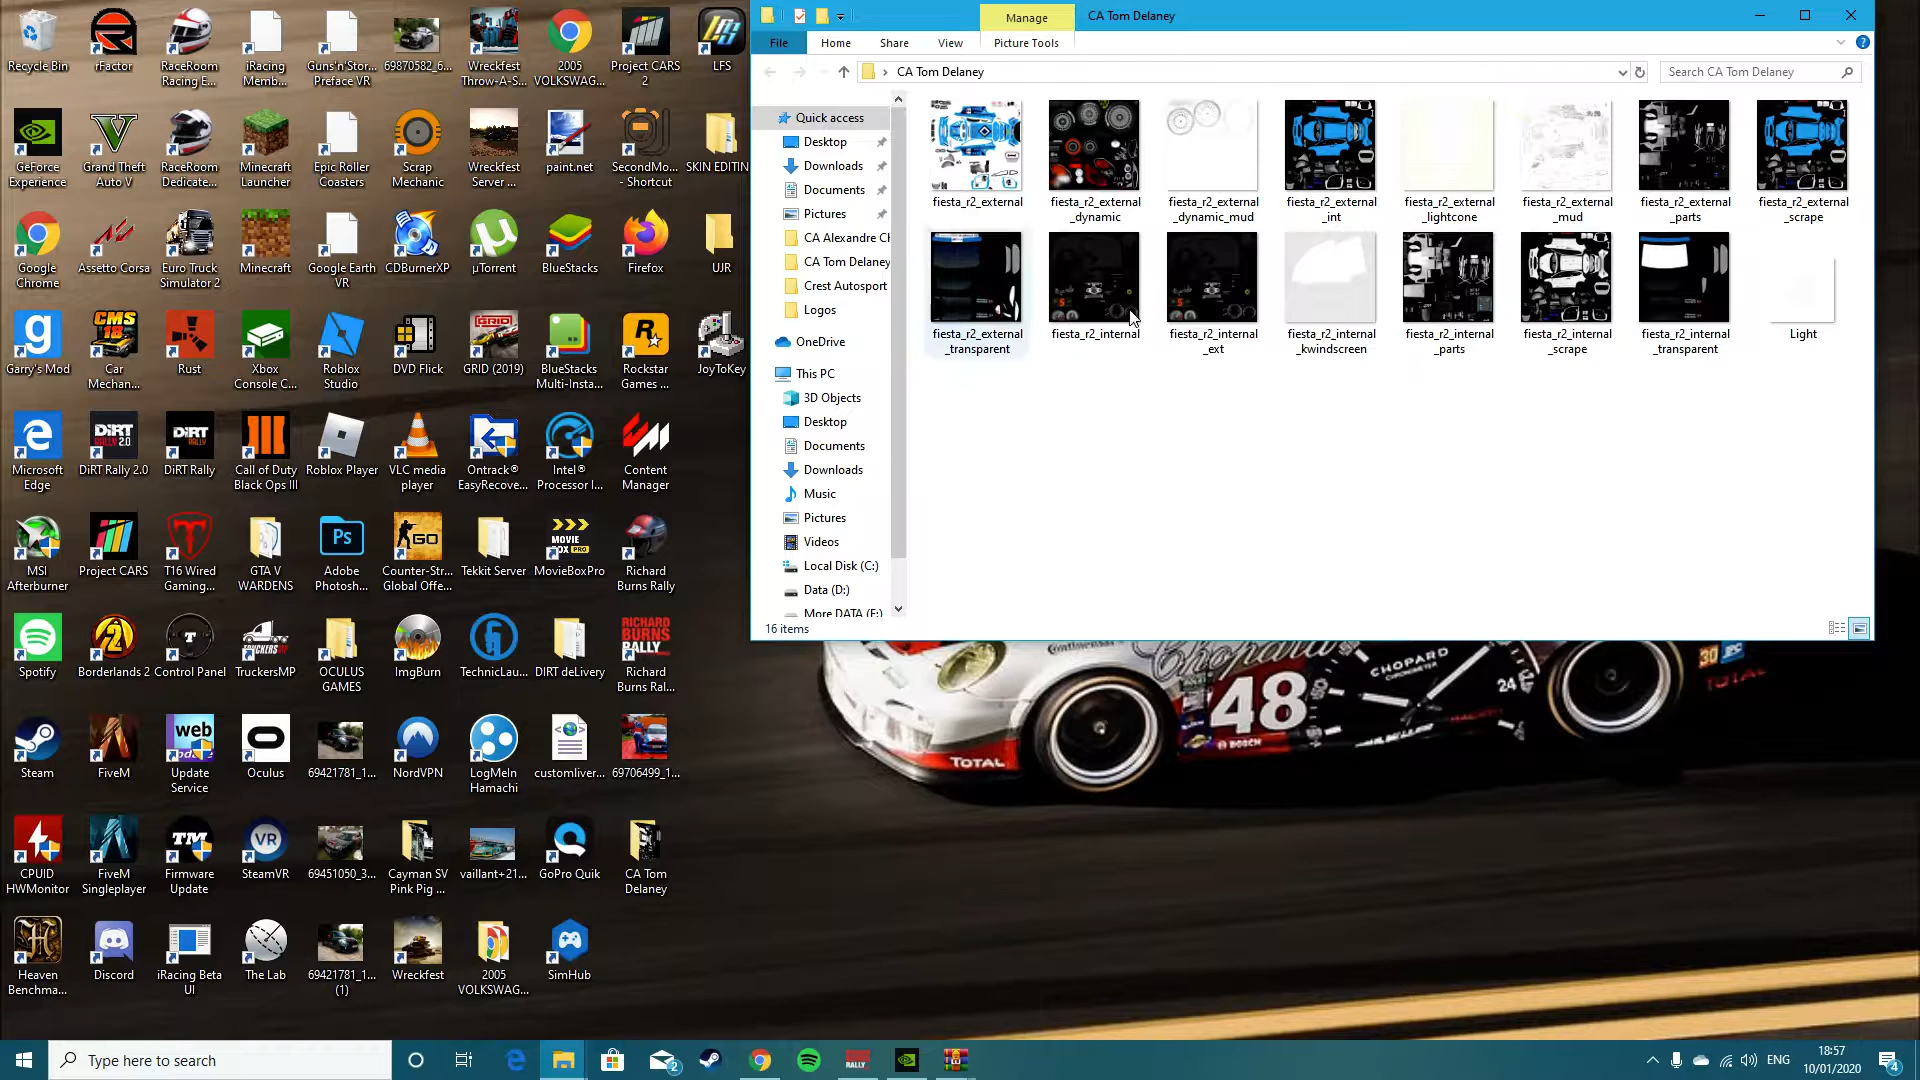 Recycle Bin
rFactor
RaceRoom
Racing E...
iRacing
Memb...
Guns'n'Stor...
Preface VR
69870582_6...
Wreckfest
Throw-A-S...
2005
VOLKSWAG...
Project CARS
2
LFS
GeForce
Experience
Grand Theft
Auto V
RaceRoom
Dedicate...
Minecraft
Launcher
Epic Roller
Coasters
Scrap
Mechanic
Wreckfest
Server ...
paint.net
SecondMo...
- Shortcut
SKIN EDITIN
Google
Chrome
Assetto Corsa
Euro Truck
Simulator 2
Minecraft
Google Earth
VR
CDBurnerXP
µTorrent
BlueStacks
Firefox
UJR
Garry's Mod
Car
Mechan...
Rust
Xbox
Console C...
Roblox
Studio
DVD Flick
GRID (2019)
BlueStacks
Multi-Insta...
Rockstar
Games ...
JoyToKey
Microsoft
Edge
DiRT Rally 2.0
DiRT Rally
Call of Duty
Black Ops III
Roblox Player
VLC media
player
Ontrack®
EasyRecove...
Intel®
Processor I...
Content
Manager
MSI
Afterburner
Project CARS
T16 Wired
Gaming...
GTA V
WARDENS
Adobe
Photosh...
Counter-Str...
Global Offe...
Tekkit Server
MovieBoxPro
Richard
Burns Rally
Spotify
Borderlands 2
Control Panel
TruckersMP
OCULUS
GAMES
ImgBurn
TechnicLau...
DIRT deLivery
Richard
Burns Ral...
Steam
FiveM
Update
Service
Oculus
69421781_1...
NordVPN
LogMeIn
Hamachi
customliver...
69706499_1...
CPUID
HWMonitor
FiveM
Singleplayer
Firmware
Update
SteamVR
69451050_3...
Cayman SV
Pink Pig ...
vaillant+21...
GoPro Quik
CA Tom
Delaney
Heaven
Benchma...
Discord
iRacing Beta
UI
The Lab
69421781_1...
(1)
Wreckfest
2005
VOLKSWAG...
SimHub
Manage
CA Tom Delaney
File
Home
Share
View
Picture Tools
CA Tom Delaney
Search CA Tom Delaney
Quick access
Desktop
Downloads
Documents
Pictures
CA Alexandre Ch
CA Tom Delaney
Crest Autosport
Logos
OneDrive
This PC
3D Objects
Desktop
Documents
Downloads
Music
Pictures
Videos
Local Disk (C:)
Data (D:)
More DATA (F:)
fiesta_r2_external
fiesta_r2_external
_dynamic
fiesta_r2_external
_dynamic_mud
fiesta_r2_external
_int
fiesta_r2_external
_lightcone
fiesta_r2_external
_mud
fiesta_r2_external
_parts
fiesta_r2_external
_scrape
fiesta_r2_external
_transparent
fiesta_r2_internal
fiesta_r2_internal
_ext
fiesta_r2_internal
_kwindscreen
fiesta_r2_internal
_parts
fiesta_r2_internal
_scrape
fiesta_r2_internal
_transparent
Light
16 items
Continental
Chopard
CHOPARD
CHRONOMETER
48
24
30
TOTAL
BOSCH
TOTAL
Type here to search
2
RALLY
ENG
18:57
10/01/2020
4